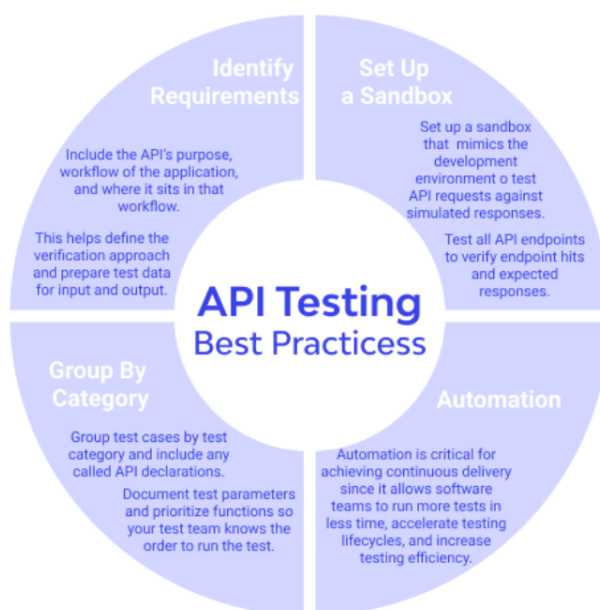 Identify
Requirements
Include the API's purpose,
workflow of the application,
and where it sits in that
workflow.
This helps define the
verification approach
and prepare test data
for input and output.
Set Up
a Sandbox
Set up a sandbox
that mimics the
development
environment o test
API requests against
simulated responses.
Test all API endpoints
to verify endpoint hits
and expected
responses.
API Testing
Best Practicess
Group By
Category
Group test cases by test
category and include any
called API declarations.
Document test parameters
and prioritize functions so
your test team knows the
order to run the test.
Automation
Automation is critical for
achieving continuous delivery
since it allows software
teams to run more tests in
less time, accelerate testing
lifecycles, and increase
testing efficiency.